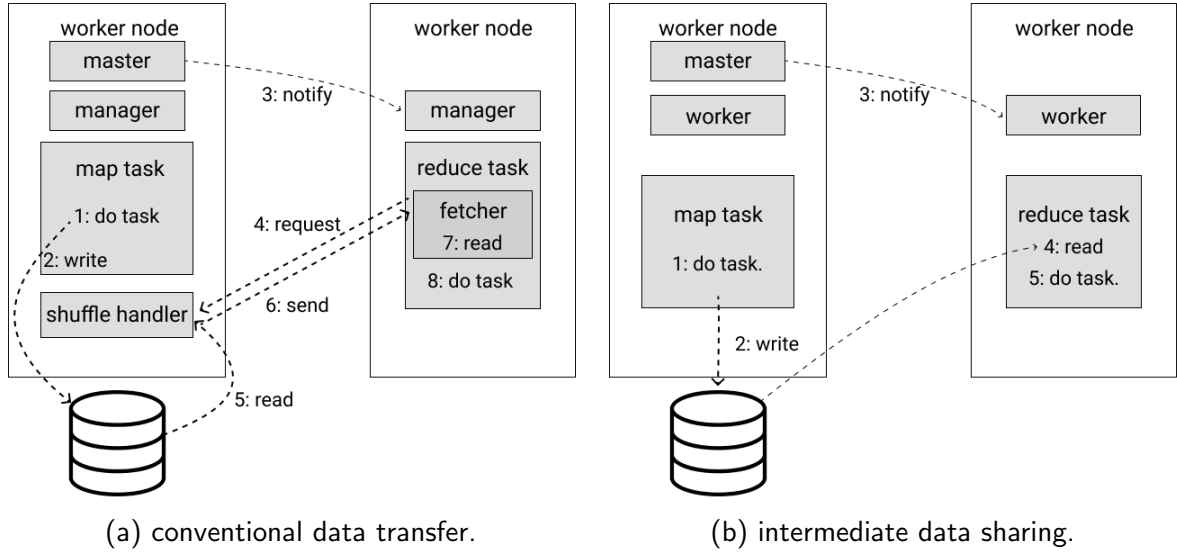 worker node
master
manager
map task
1: do task
2: write
shuffle handler
3: notify
worker node
manager
reduce task
fetcher
7: read
8: do task
4: request
6: send
5: read
(a) conventional data transfer.
worker node
master
worker
map task
1: do task.
2: write
3: notify
worker node
worker
reduce task
4: read
5: do task.
(b) intermediate data sharing.